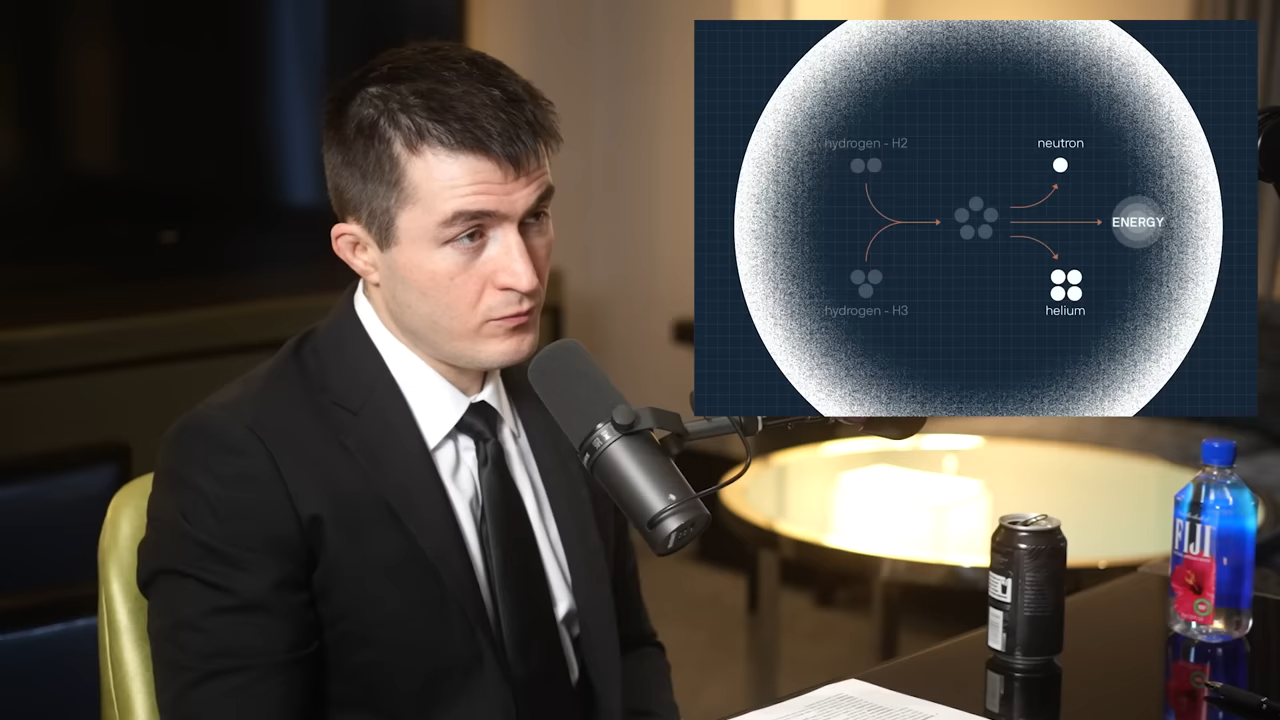 hydrogen - H2
neutron
ENERGY
hydrogen - H3
helium
FIJI